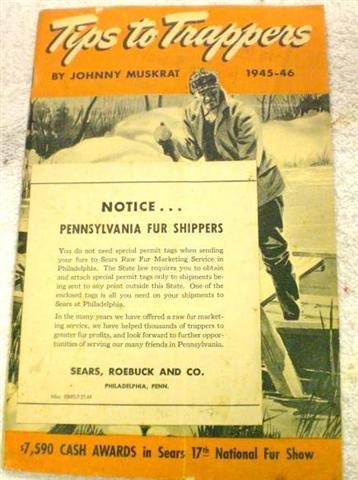 Tips to Trappers
BY JOHNNY MUSKRAT 1945-46
NOTICE...
PENNSYLVANIA FUR SHIPPERS
You do not need special permit tags when sending
your furs to Sears Raw Fur Marketing Service in
Philadelphia. The State law requires you to obtain
and attach special permit tags only to shipments be-
ing sent to any point outside this State. One of the
enclosed tags is all you need on your shipments to
Sears at Philadelphia.
In the many years we have offered a raw fur market-
ing service, we have helped thousands of trappers to
greater fur profits, and look forward to further oppor-
tunities of serving our many friends in Pennsylvania.
SEARS, ROEBUCK AND CO.
PHILADELPHIA, PENN.
$7,590 CASH AWARDS in Sears 17th National Fur Show